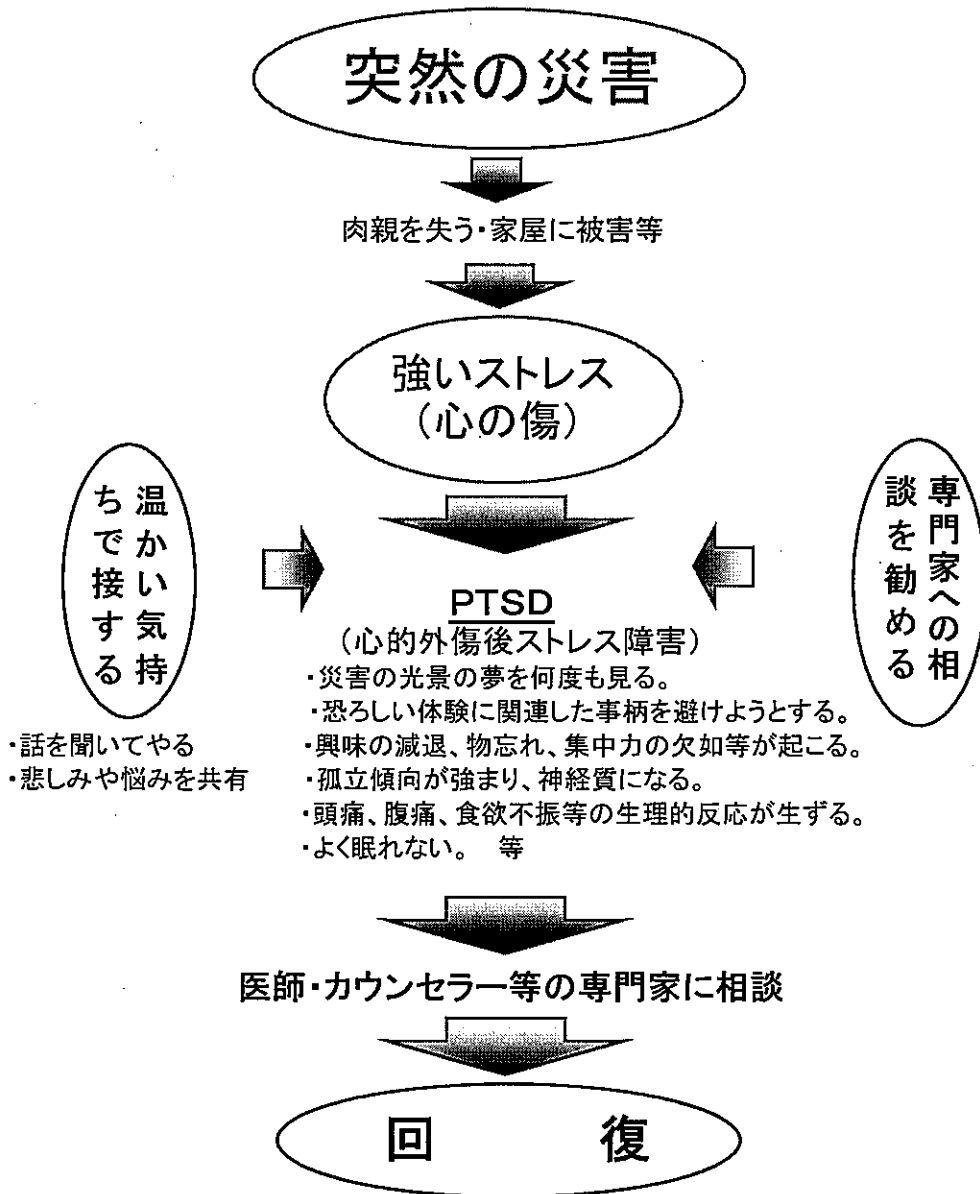 突然の災害
肉親を失う・家屋に被害等
強いストレス
(心の傷)
温かい気持
ちで接する
・話を聞いてやる
・悲しみや悩みを共有
専門家への相
談を勧める
PTSD
(心的外傷後ストレス障害)
・災害の光景の夢を何度も見る。
・恐ろしい体験に関連した事柄を避けようとする。
・興味の減退、物忘れ、集中力の欠如等が起こる。
・孤立傾向が強まり、神経質になる。
・頭痛、腹痛、食欲不振等の生理的反応が生ずる。
・よく眠れない。　等
医師・カウンセラー等の専門家に相談
回　　復